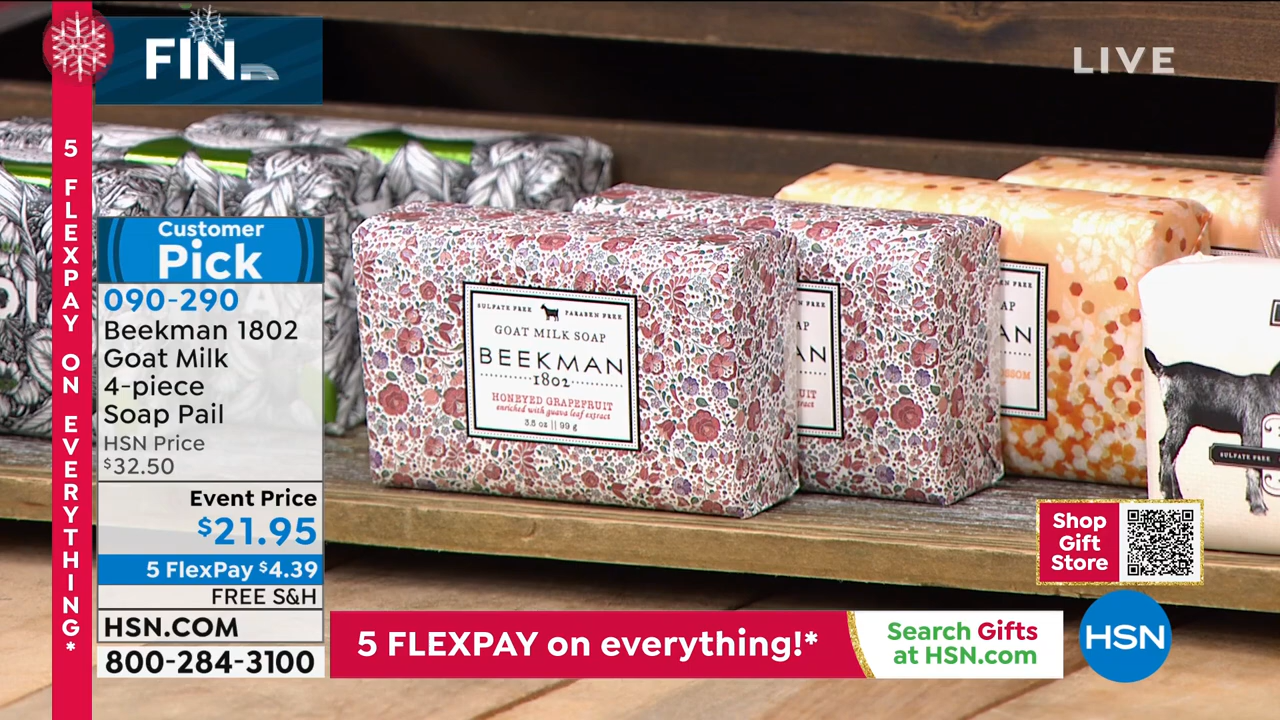 FIN
LIVE
5 FLEXPAY ON EVERYTHING*
Customer
Pick
090-290
Beekman 1802
Goat Milk
4-piece
Soap Pail
HSN Price
$32.50
Event Price
$21.95
5 FlexPay $4.39
FREE S&H
HSN.COM
800-284-3100
SULFATE FREE PARABEN FREE
GOAT MILK SOAP
BEEKMAN
1802
HONEYED GRAPEFRUIT
enriched with guava leaf extract
3.5 oz || 99 g
SULFATE FREE
Shop
Gift
Store
5 FLEXPAY on everything!*
Search Gifts
at HSN.com
HSN